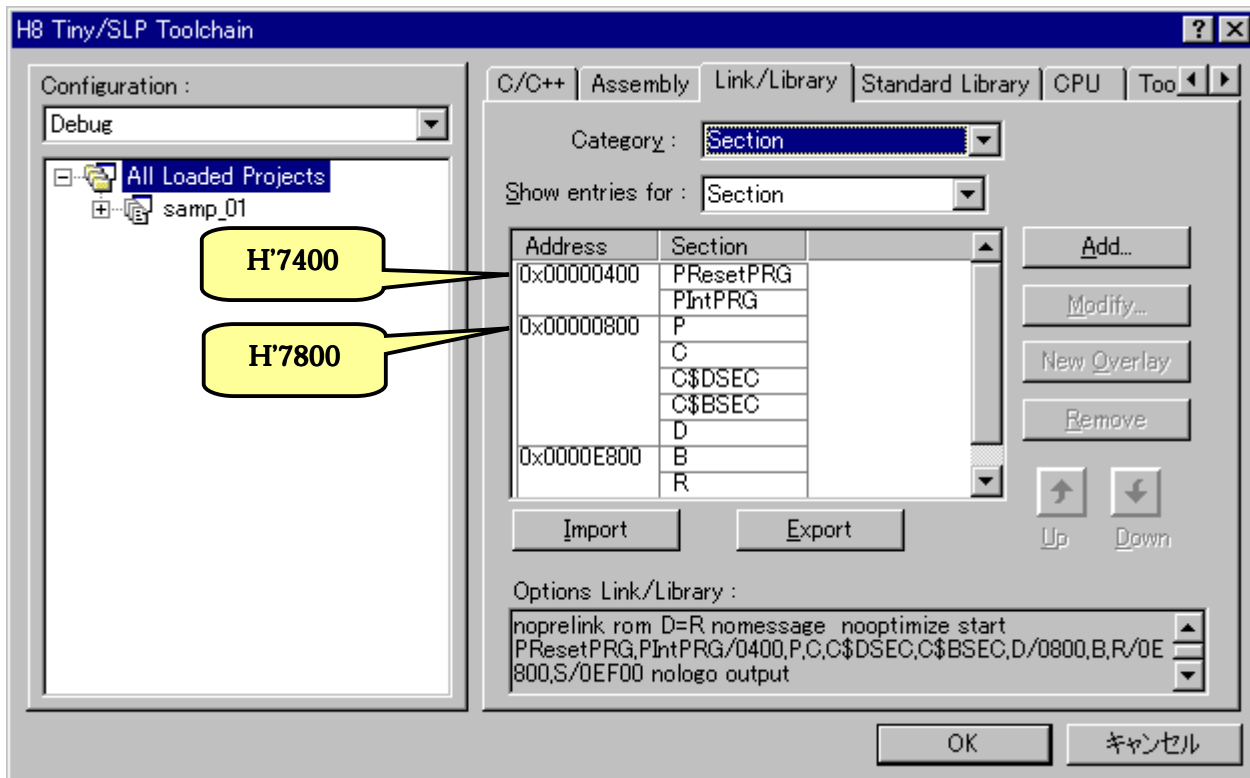 H8 Tiny/SLP Toolchain
Configuration :
Debug
All Loaded Projects
samp_01
H’7400
H’7800
C/C++ Assembly Link/Library Standard Library CPU Too
Category : Section
Show entries for : Section
Address Section
0x00000400 PResetPRG
PIntPRG
0x00000800 P
C
C$DSEC
C$BSEC
D
0x0000E800 B
R
Add...
Modify...
New Overlay
Remove
Up Down
Import Export
Options Link/Library :
noprelink rom D=R nomessage nooptimize start
PResetPRG,PIntPRG/0400,P,C,C$DSEC,C$BSEC,D/0800,B,R/0E
800,S/0EF00 nologo output
OK キャンセル